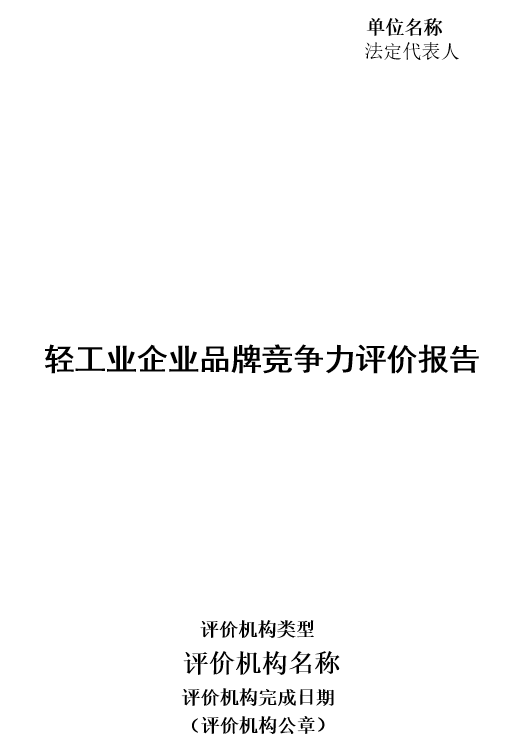 单位名称
法定代表人
轻工业企业品牌竞争力评价报告
评价机构类型
评价机构名称
评价机构完成日期
（评价机构公章）